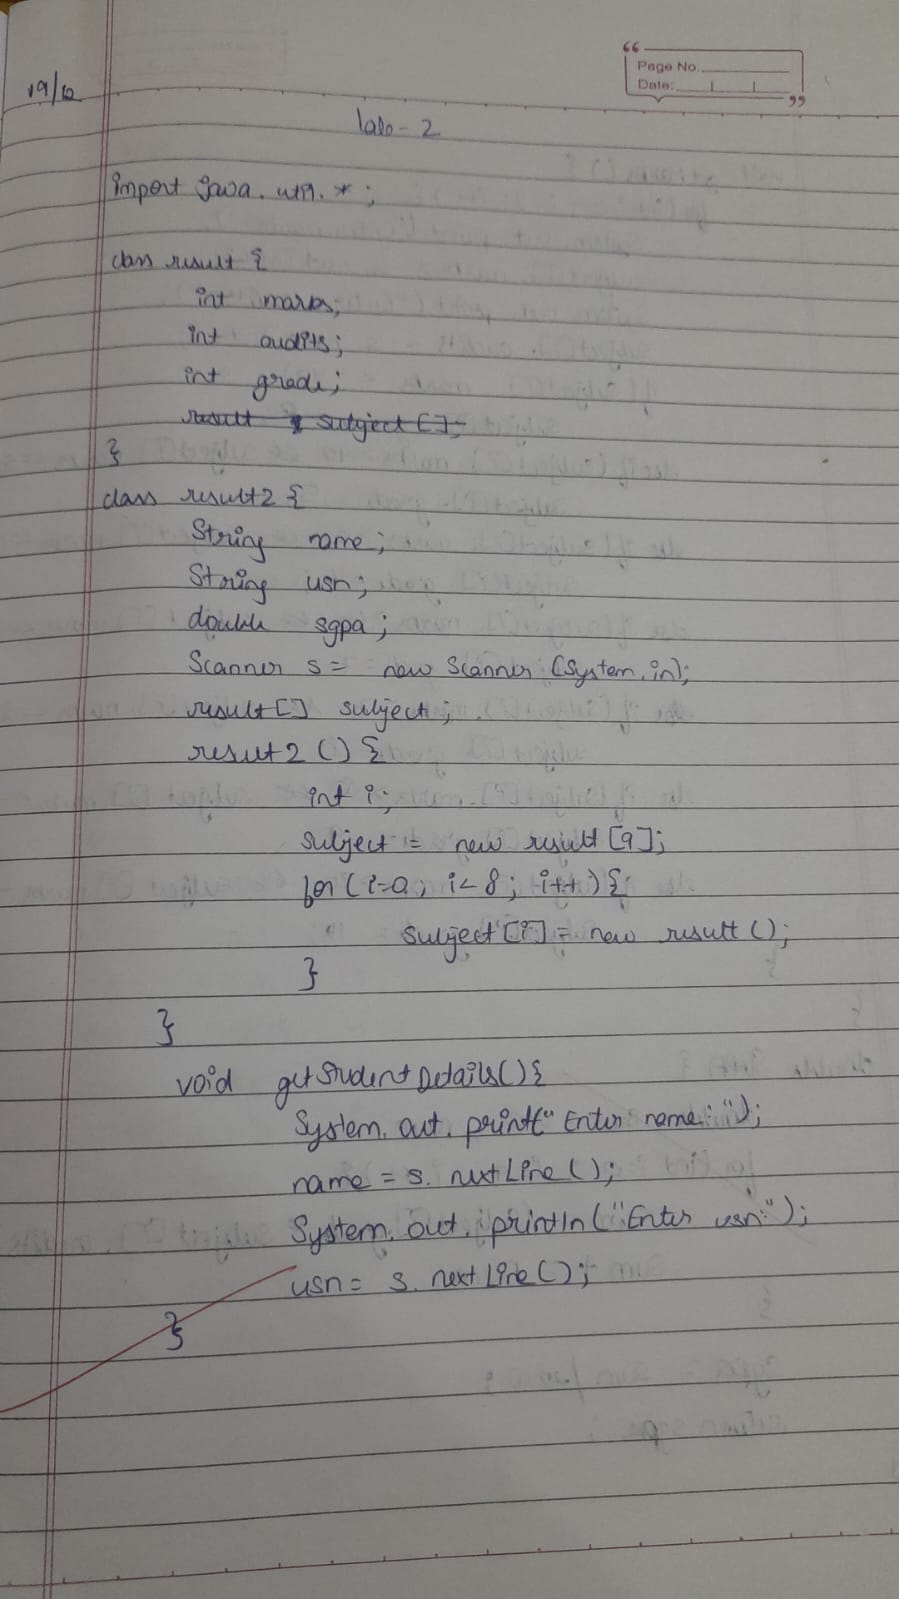 19/10
Page No.
Date:
lab-2
import java.util.*;
class result {
int marks;
int credits;
int grade;
result subject[];
}
class result2 {
String name;
String usn;
double sgpa;
Scanner s = new Scanner (System.in);
result[] subject;
result2 () {
int i;
subject = new result [9];
for (i=0; i<8; i++) {
subject [i] = new result ();
}
}
void getStudentDetails() {
System.out.print("Enter name:");
name = s.nextLine();
System.out.println("Enter usn:");
usn = s.nextLine();
}